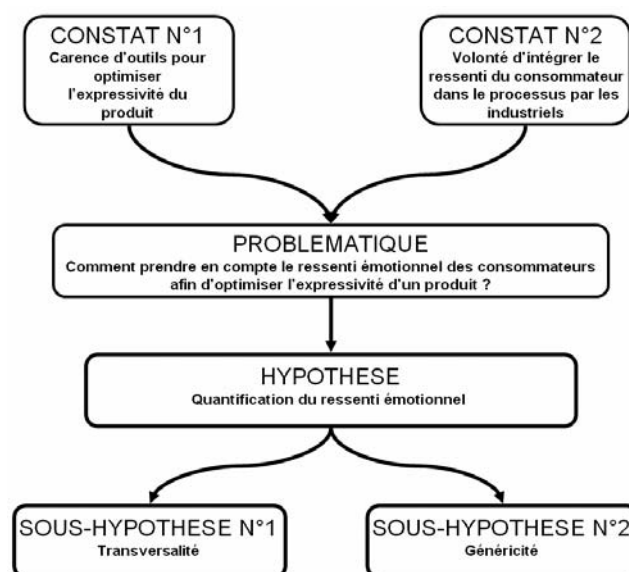 CONSTAT N°1
Carence d'outils pour
optimiser
l'expressivité du
produit
CONSTAT N°2
Volonté d'intégrer le
ressenti du consommateur
dans le processus par les
industriels
PROBLEMATIQUE
Comment prendre en compte le ressenti émotionnel des consommateurs
afin d'optimiser l'expressivité d'un produit ?
HYPOTHESE
Quantification du ressenti émotionnel
SOUS-HYPOTHESE N°1
Transversalité
SOUS-HYPOTHESE N°2
Généricité